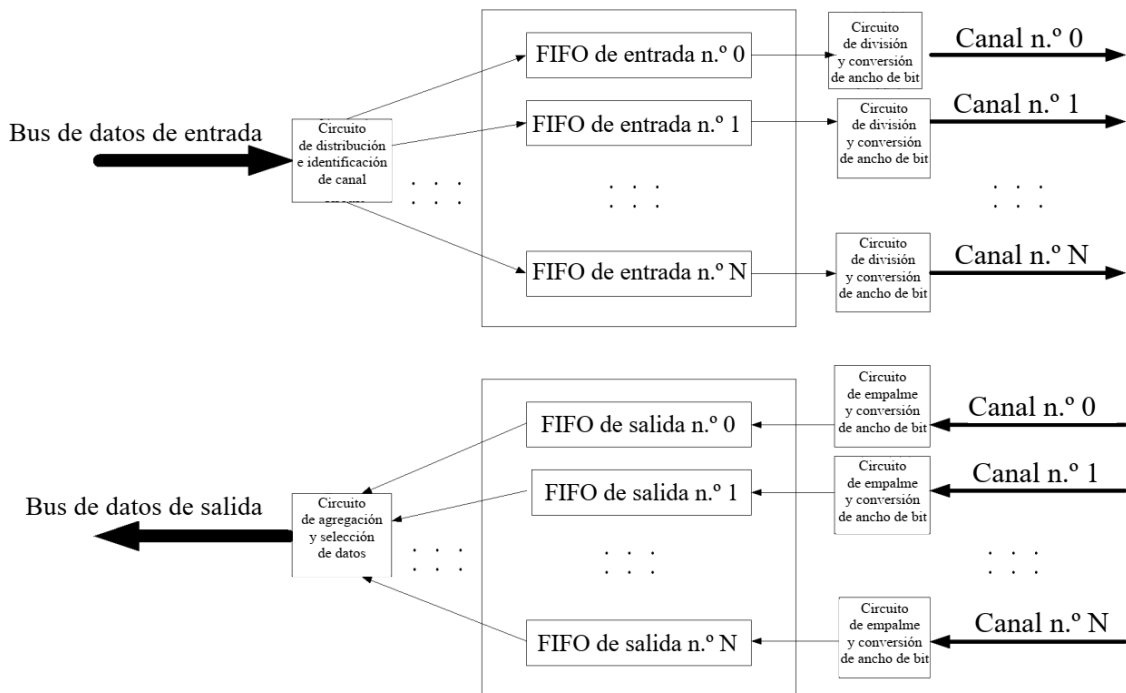 Circuito
de división
y conversión
de ancho de bit
Canal n.º 0
FIFO de entrada n.º 0
Circuito
de división
y conversión
de ancho de bit
Canal n.º 1
FIFO de entrada n.º 1
Bus de datos de entrada
Circuito
de distribución
e identificación
de canal
Circuito
de división
y conversión
de ancho de bit
Canal n.º N
FIFO de entrada n.º N
Circuito
de empalme
y conversión
de ancho de bit
Canal n.º 0
FIFO de salida n.º 0
Circuito
de empalme
y conversión
de ancho de bit
Canal n.º 1
FIFO de salida n.º 1
Bus de datos de salida
Circuito
de agregación
y selección
de datos
Circuito
de empalme
y conversión
de ancho de bit
Canal n.º N
FIFO de salida n.º N